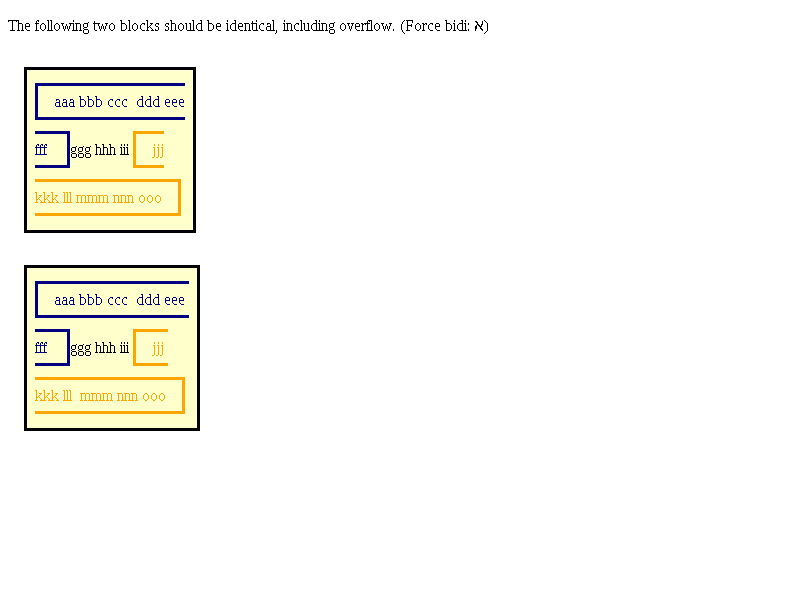 The following two blocks should be identical, including overflow. (Force bidi: א)
aaa bbb ccc  ddd eee
fff ggg hhh iii jjj
kkk lll mmm nnn ooo
aaa bbb ccc  ddd eee
fff ggg hhh iii jjj
kkk lll  mmm nnn ooo